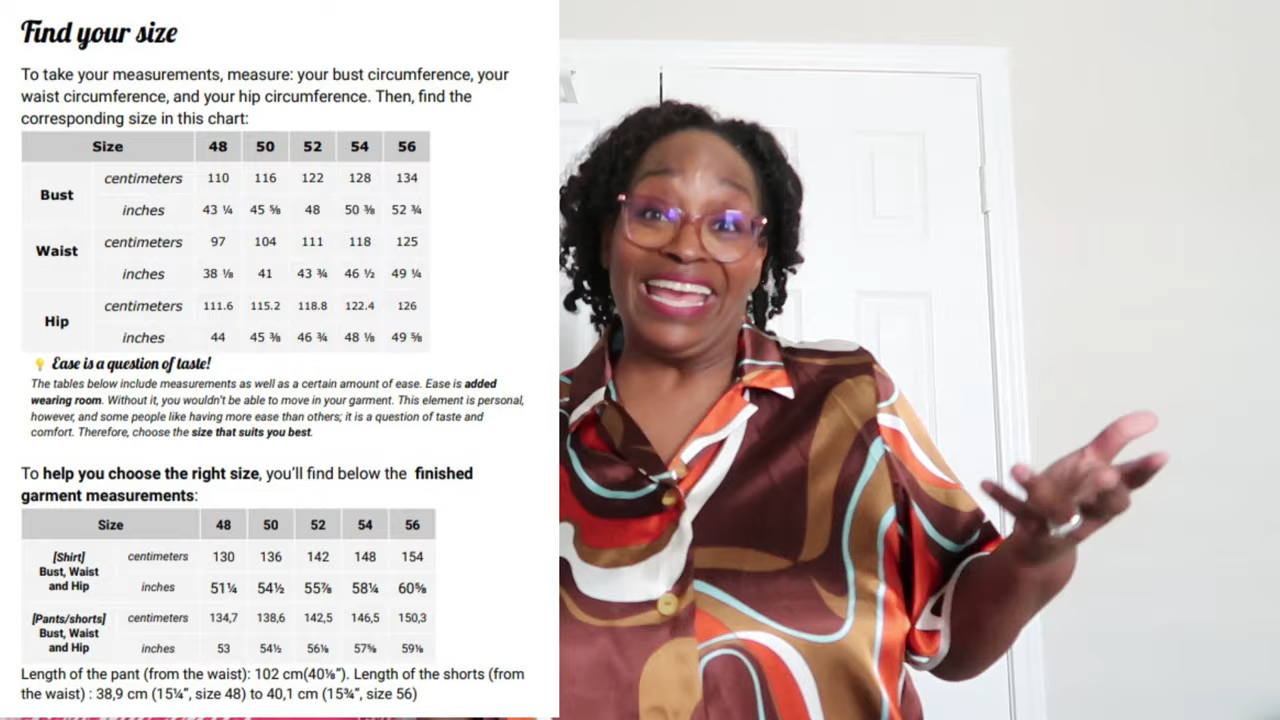 Find your size
To take your measurements, measure: your bust circumference, your
waist circumference, and your hip circumference. Then, find the
corresponding size in this chart:
Size 48 50 52 54 56
Bust centimeters 110 116 122 128 134
inches 43 ¼ 45 ⅝ 48 50 ⅜ 52 ¾
Waist centimeters 97 104 111 118 125
inches 38 ⅛ 41 43 ¾ 46 ½ 49 ¼
Hip centimeters 111.6 115.2 118.8 122.4 126
inches 44 45 ⅜ 46 ¾ 48 ⅛ 49 ⅝
Ease is a question of taste!
The tables below include measurements as well as a certain amount of ease. Ease is added
wearing room. Without it, you wouldn't be able to move in your garment. This element is personal,
however, and some people like having more ease than others; it is a question of taste and
comfort. Therefore, choose the size that suits you best.
To help you choose the right size, you'll find below the finished
garment measurements:
Size 48 50 52 54 56
[Shirt] Bust, Waist and Hip centimeters 130 136 142 148 154
inches 51¼ 54½ 55⅞ 58¼ 60⅝
[Pants/shorts] Bust, Waist and Hip centimeters 134,7 138,6 142,5 146,5 150,3
inches 53 54½ 56⅛ 57⅝ 59⅛
Length of the pant (from the waist): 102 cm(40⅛"). Length of the shorts (from
the waist) : 38,9 cm (15¼", size 48) to 40,1 cm (15¾", size 56)